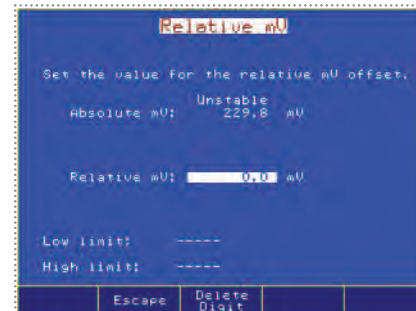 Relative mV
Set the value for the relative mV offset.
Unstable
Absolute mV: 229.8 mV
Relative mV: 0.0 mV
Low limit: -----
High limit: -----
Escape
Delete
Digit